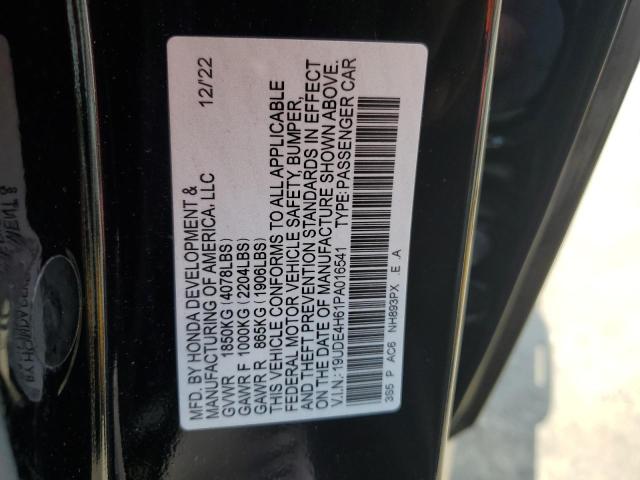 MFD. BY HONDA DEVELOPMENT & 12/'22
MANUFACTURING OF AMERICA, LLC
GVWR 1850KG (4078LBS)
GAWR F 1000KG (2204LBS)
GAWR R 865KG (1906LBS)
THIS VEHICLE CONFORMS TO ALL APPLICABLE
FEDERAL MOTOR VEHICLE SAFETY, BUMPER,
AND THEFT PREVENTION STANDARDS IN EFFECT
ON THE DATE OF MANUFACTURE SHOWN ABOVE.
V.I.N.: 19UDE4H61PA016541 TYPE: PASSENGER CAR
3S5 P AC6 NH893PX .E .A